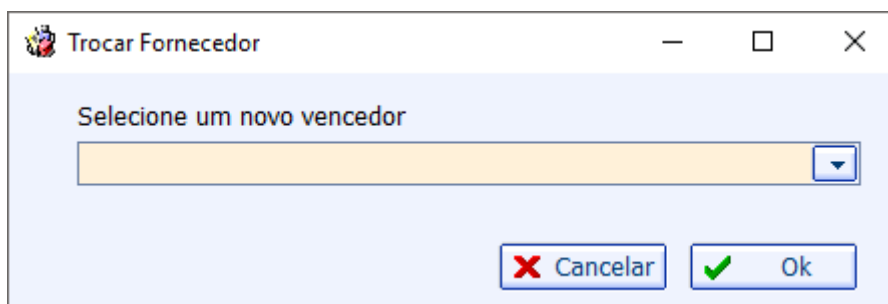 Trocar Fornecedor
Selecione um novo vencedor
Cancelar Ok